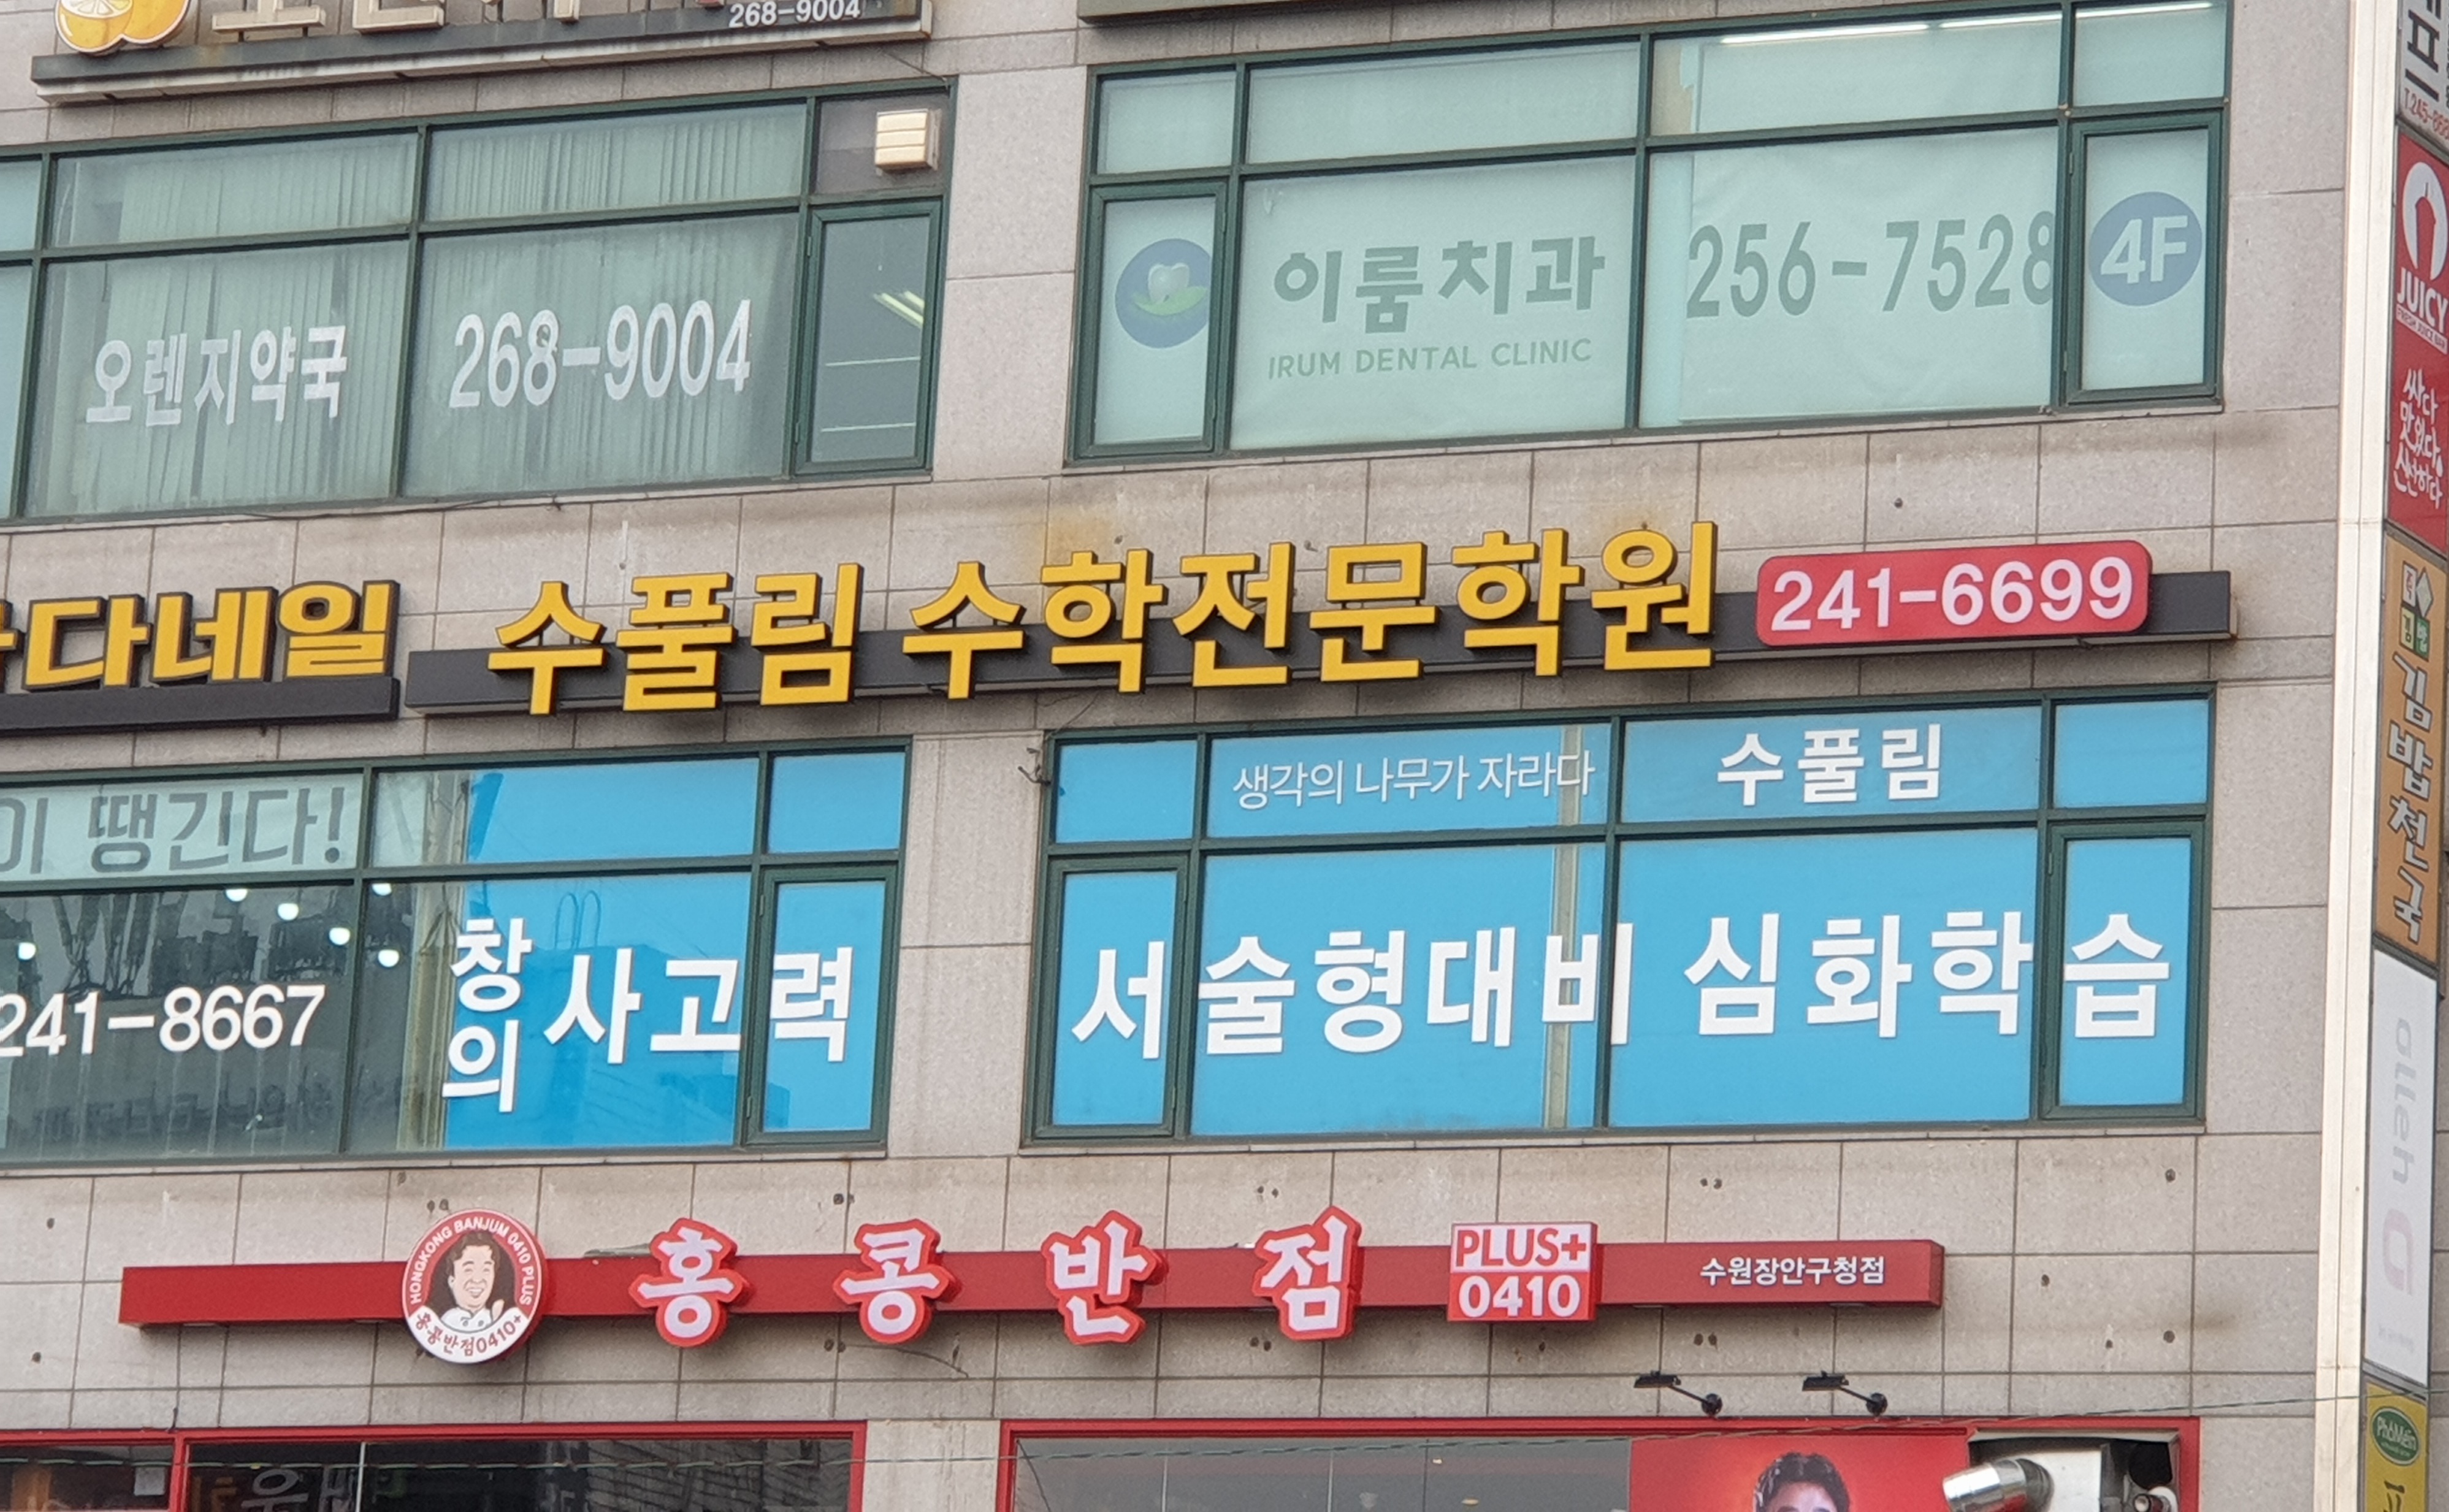 268-9004
오렌지약국 268-9004
이룸치과 256-7528 4F
IRUM DENTAL CLINIC
다네일
수풀림 수학전문학원 241-6699
생각의 나무가 자라다 수풀림
이 땡긴다!
241-8667
창의 사고력
서술형대비 심화학습
HONGKONG BANJUM 0410 PLUS
홍콩반점0410+
홍콩반점 PLUS+ 0410 수원장안구청점
JUICY
싸다
맛있다
신선하다
김밥천국
olleh
PhoMein